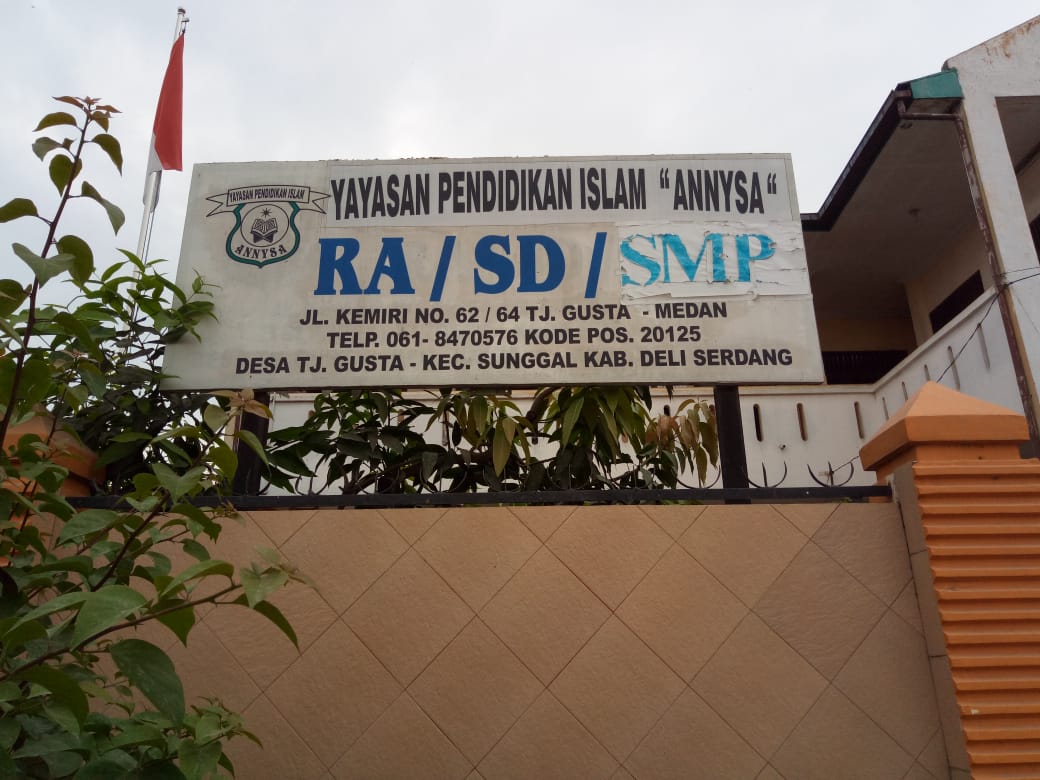 YAYASAN PENDIDIKAN ISLAM
ANNYSA
YAYASAN PENDIDIKAN ISLAM "ANNYSA"
RA / SD / SMP
JL. KEMIRI NO. 62 / 64 TJ. GUSTA - MEDAN
TELP. 061- 8470576 KODE POS. 20125
DESA TJ. GUSTA - KEC. SUNGGAL KAB. DELI SERDANG